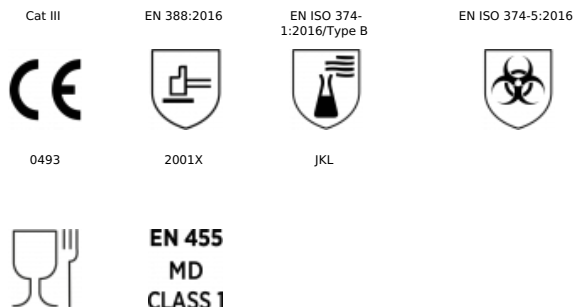 Cat III
EN 388:2016
EN ISO 374-
1:2016/Type B
EN ISO 374-5:2016
CE
0493
2001X
JKL
EN 455
MD
CLASS 1